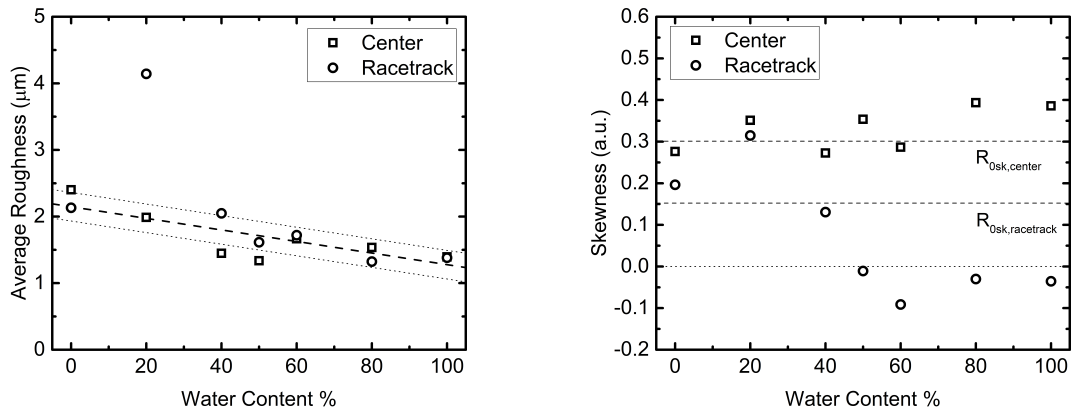 5
4
3
2
1
0
Average Roughness (μm)
Center
Racetrack
0 20 40 60 80 100
Water Content %
0.6
0.5
0.4
0.3
0.2
0.1
0.0
-0.1
-0.2
Skewness (a.u.)
Center
Racetrack
R0sk,center
R0sk,racetrack
0 20 40 60 80 100
Water Content %